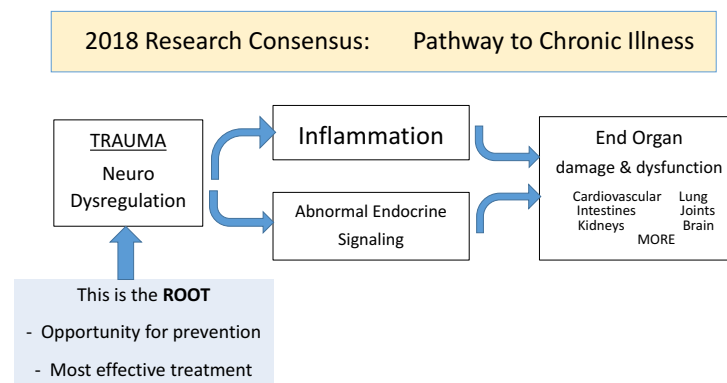 2018 Research Consensus: Pathway to Chronic Illness
TRAUMA
Neuro
Dysregulation
Inflammation
Abnormal Endocrine
Signaling
End Organ
damage & dysfunction
Cardiovascular Lung
Intestines Joints
Kidneys Brain
MORE
This is the ROOT
- Opportunity for prevention
- Most effective treatment